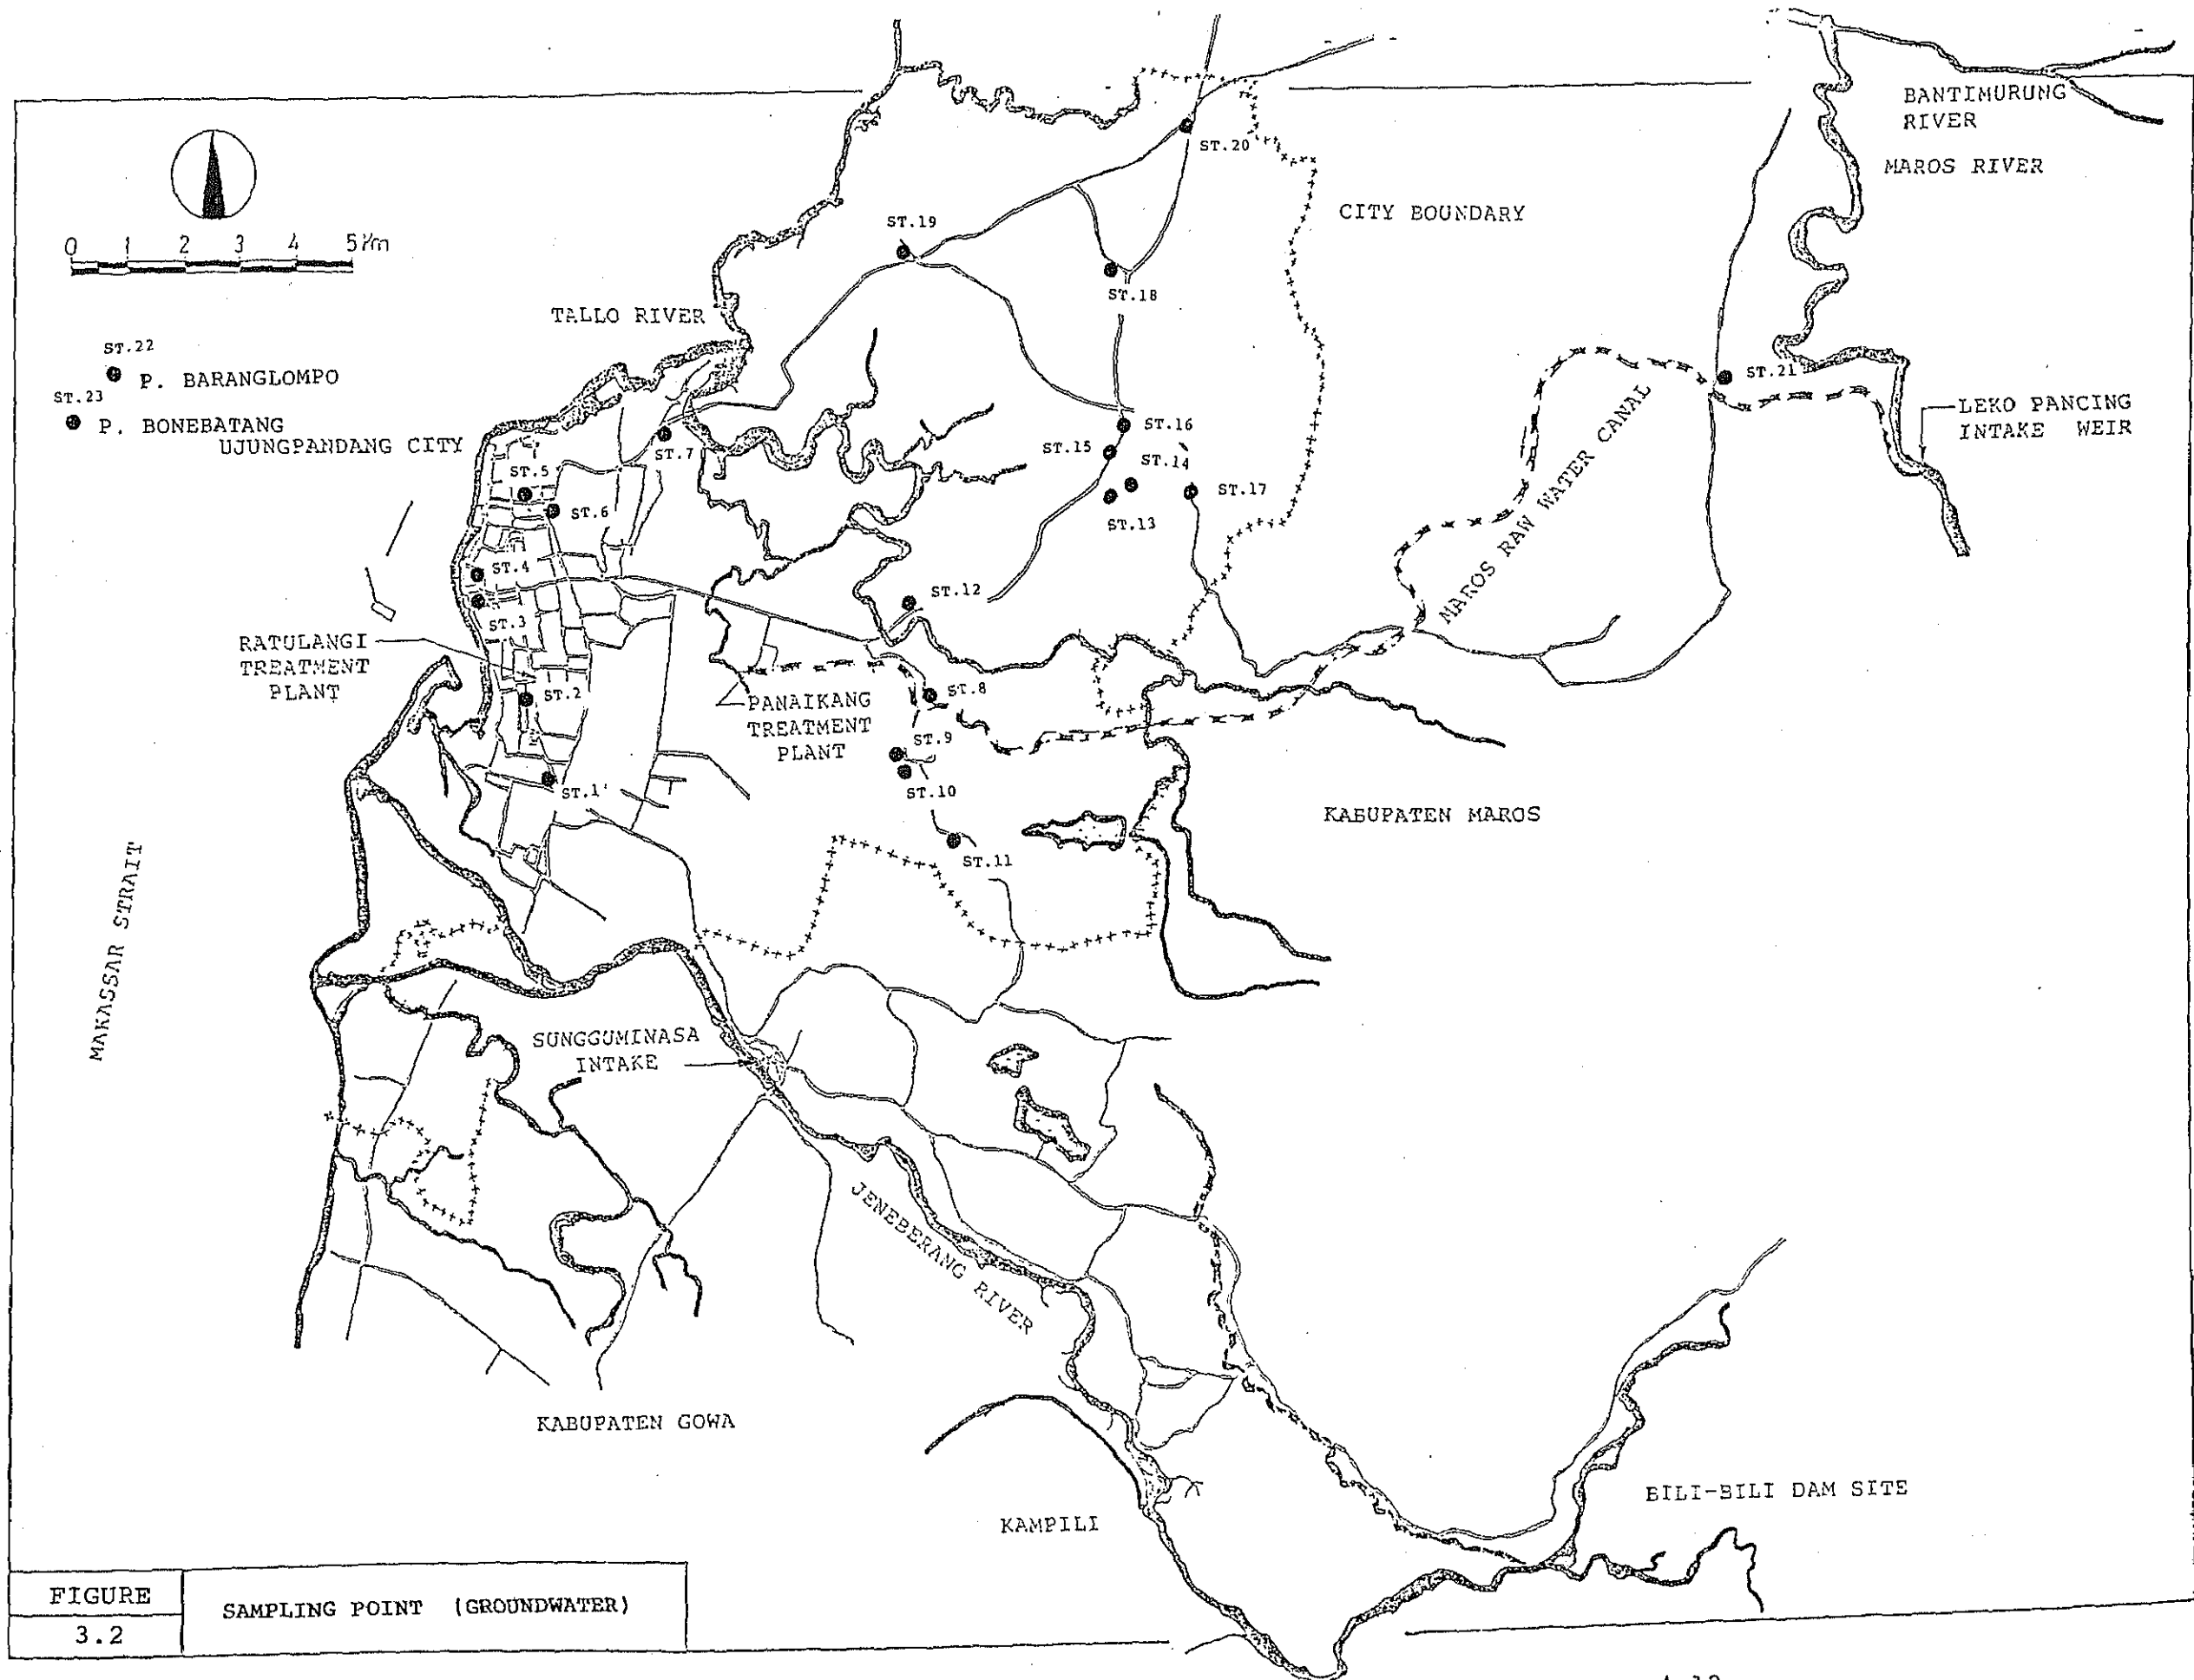 BANTIMURUNG
RIVER
MAROS RIVER
ST.20
CITY BOUNDARY
ST.19
0 1 2 3 4 5Km
ST.18
TALLO RIVER
ST.22
P. BARANGLOMPO
ST.21
ST.23
P. BONEBATANG
UJUNGPANDANG CITY
LEKO PANCING
INTAKE WEIR
ST.16
ST.7
ST.15
ST.14
ST.5
ST.17
ST.6
ST.13
MAROS RAW WATER CANAL
ST.4
ST.12
ST.3
RATULANGI
TREATMENT
PLANT
ST.2
ST.8
PANAIKANG
TREATMENT
PLANT
ST.9
ST.1'
ST.10
KABUPATEN MAROS
ST.11
MAKASSAR STRAIT
SUNGGUMINASA
INTAKE
JENEBERANG RIVER
KABUPATEN GOWA
BILI-BILI DAM SITE
KAMPILI
FIGURE
3.2
SAMPLING POINT (GROUNDWATER)